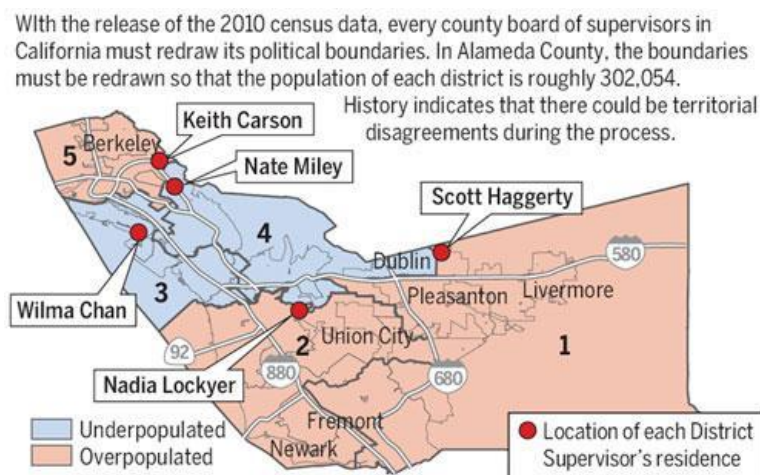 WIth the release of the 2010 census data, every county board of supervisors in
California must redraw its political boundaries. In Alameda County, the boundaries
must be redrawn so that the population of each district is roughly 302,054.
History indicates that there could be territorial
disagreements during the process.
Keith Carson
5
Berkeley
Nate Miley
Scott Haggerty
4
Dublin
580
Wilma Chan
3
Pleasanton
Livermore
92
2
Union City
1
Nadia Lockyer
880
680
Fremont
Newark
Underpopulated
Overpopulated
Location of each District
Supervisor's residence